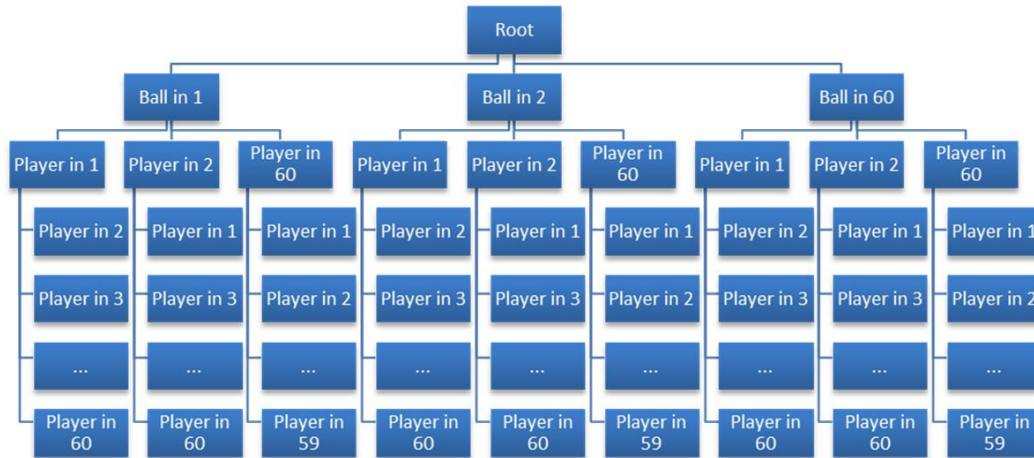 Root
Ball in 1
Ball in 2
Ball in 60
Player in 1
Player in 2
Player in
60
Player in 1
Player in 2
Player in
60
Player in 1
Player in 2
Player in
60
Player in 2
Player in 1
Player in 1
Player in 2
Player in 1
Player in 1
Player in 2
Player in 1
Player in 1
Player in 3
Player in 3
Player in 2
Player in 3
Player in 3
Player in 2
Player in 3
Player in 3
Player in 2
...
...
...
...
...
...
...
...
...
Player in
60
Player in
60
Player in
59
Player in
60
Player in
60
Player in
59
Player in
60
Player in
60
Player in
59